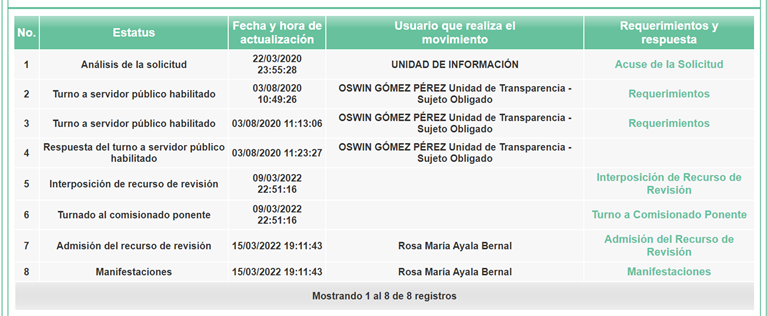 No. Estatus Fecha y hora de actualización Usuario que realiza el movimiento Requerimientos y respuesta
1 Análisis de la solicitud 22/03/2020 23:55:28 UNIDAD DE INFORMACIÓN Acuse de la Solicitud
2 Turno a servidor público habilitado 03/08/2020 10:49:26 OSWIN GÓMEZ PÉREZ Unidad de Transparencia - Sujeto Obligado Requerimientos
3 Turno a servidor público habilitado 03/08/2020 11:13:06 OSWIN GÓMEZ PÉREZ Unidad de Transparencia - Sujeto Obligado Requerimientos
4 Respuesta del turno a servidor público habilitado 03/08/2020 11:23:27 OSWIN GÓMEZ PÉREZ Unidad de Transparencia - Sujeto Obligado
5 Interposición de recurso de revisión 09/03/2022 22:51:16 Interposición de Recurso de Revisión
6 Turnado al comisionado ponente 09/03/2022 22:51:16 Turno a Comisionado Ponente
7 Admisión del recurso de revisión 15/03/2022 19:11:43 Rosa María Ayala Bernal Admisión del Recurso de Revisión
8 Manifestaciones 15/03/2022 19:11:43 Rosa María Ayala Bernal Manifestaciones
Mostrando 1 al 8 de 8 registros